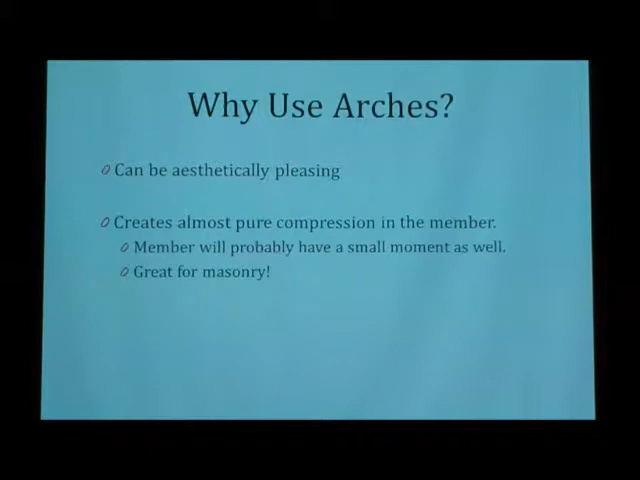 Why Use Arches?
Can be aesthetically pleasing
Creates almost pure compression in the member.
Member will probably have a small moment as well.
Great for masonry!